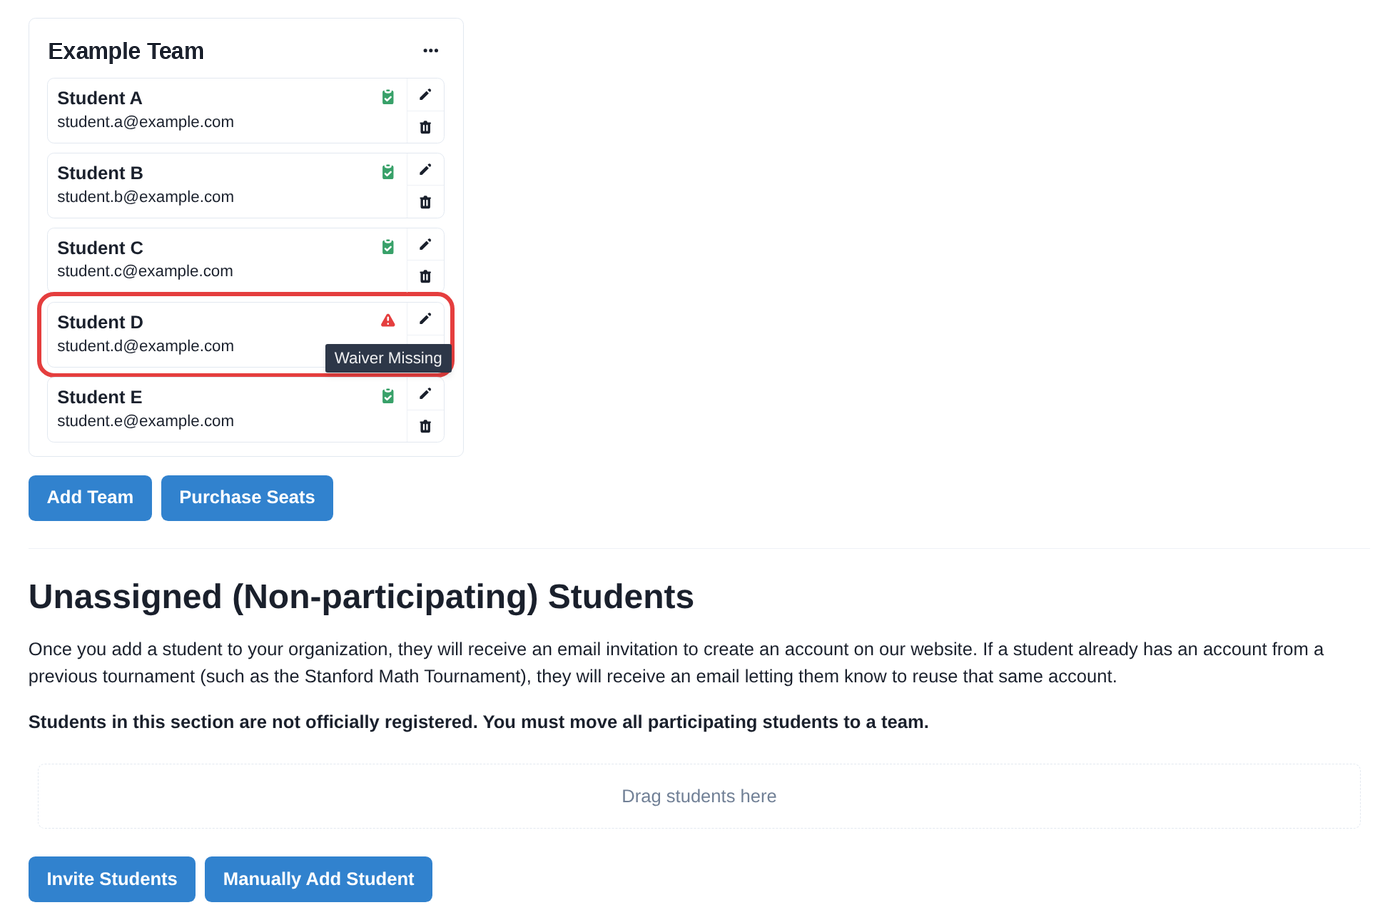 Example Team
Student A
student.a@example.com
Student B
student.b@example.com
Student C
student.c@example.com
Student D
student.d@example.com
Waiver Missing
Student E
student.e@example.com
Add Team
Purchase Seats
Unassigned (Non-participating) Students
Once you add a student to your organization, they will receive an email invitation to create an account on our website. If a student already has an account from a
previous tournament (such as the Stanford Math Tournament), they will receive an email letting them know to reuse that same account.
Students in this section are not officially registered. You must move all participating students to a team.
Drag students here
Invite Students
Manually Add Student